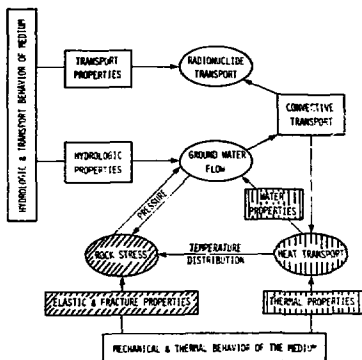 HYDROLOGIC & TRANSPORT BEHAVIOR OF MEDIUM
TRANSPORT
PROPERTIES
RADIONUCLIDE
TRANSPORT
CONVECTIVE
TRANSPORT
HYDROLOGIC
PROPERTIES
GROUND WATER
FLOW
PRESSURE
WATER
PROPERTIES
ROCK STRESS
TEMPERATURE
DISTRIBUTION
HEAT TRANSPORT
ELASTIC & FRACTURE PROPERTIES
THERMAL PROPERTIES
MECHANICAL & THERMAL BEHAVIOR OF THE MEDIUM